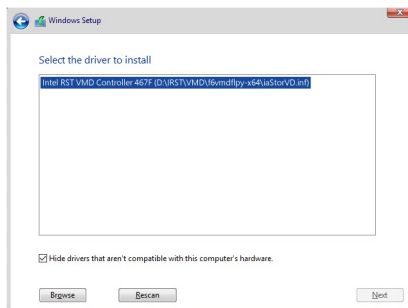 Windows Setup
Select the driver to install
Intel RST VMD Controller 467F (D:\IRST\VMD\f6vmdflpy-x64\iaStorVD.inf)
Hide drivers that aren't compatible with this computer's hardware.
Browse
Rescan
Next